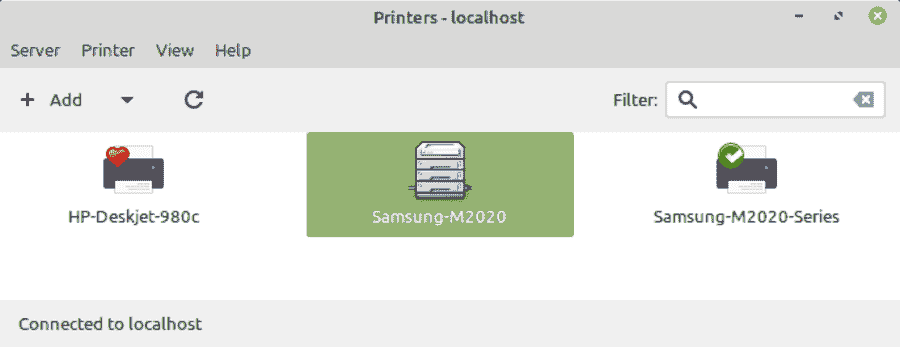 Printers - localhost
Server Printer View Help
Add Filter:
HP-Deskjet-980c Samsung-M2020 Samsung-M2020-Series
Connected to localhost